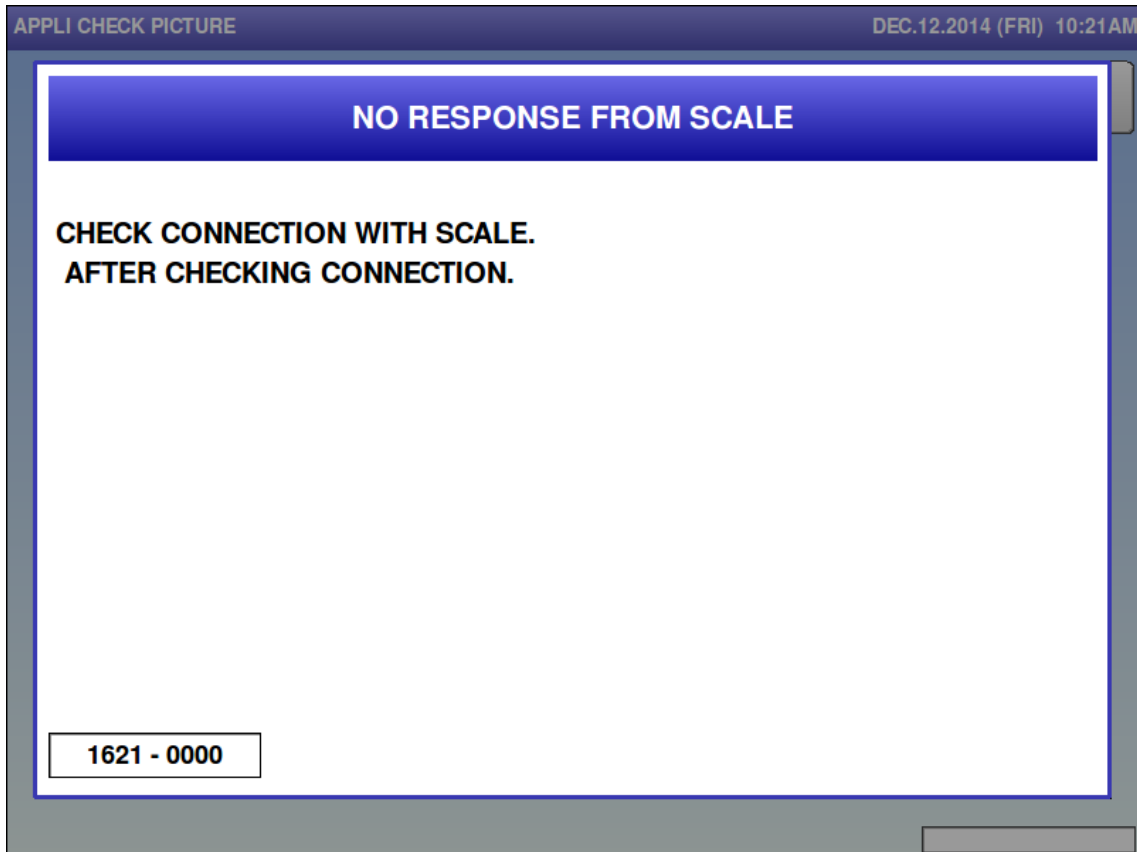 APPLI CHECK PICTURE DEC.12.2014 (FRI) 10:21AM
NO RESPONSE FROM SCALE
CHECK CONNECTION WITH SCALE.
AFTER CHECKING CONNECTION.
1621 - 0000